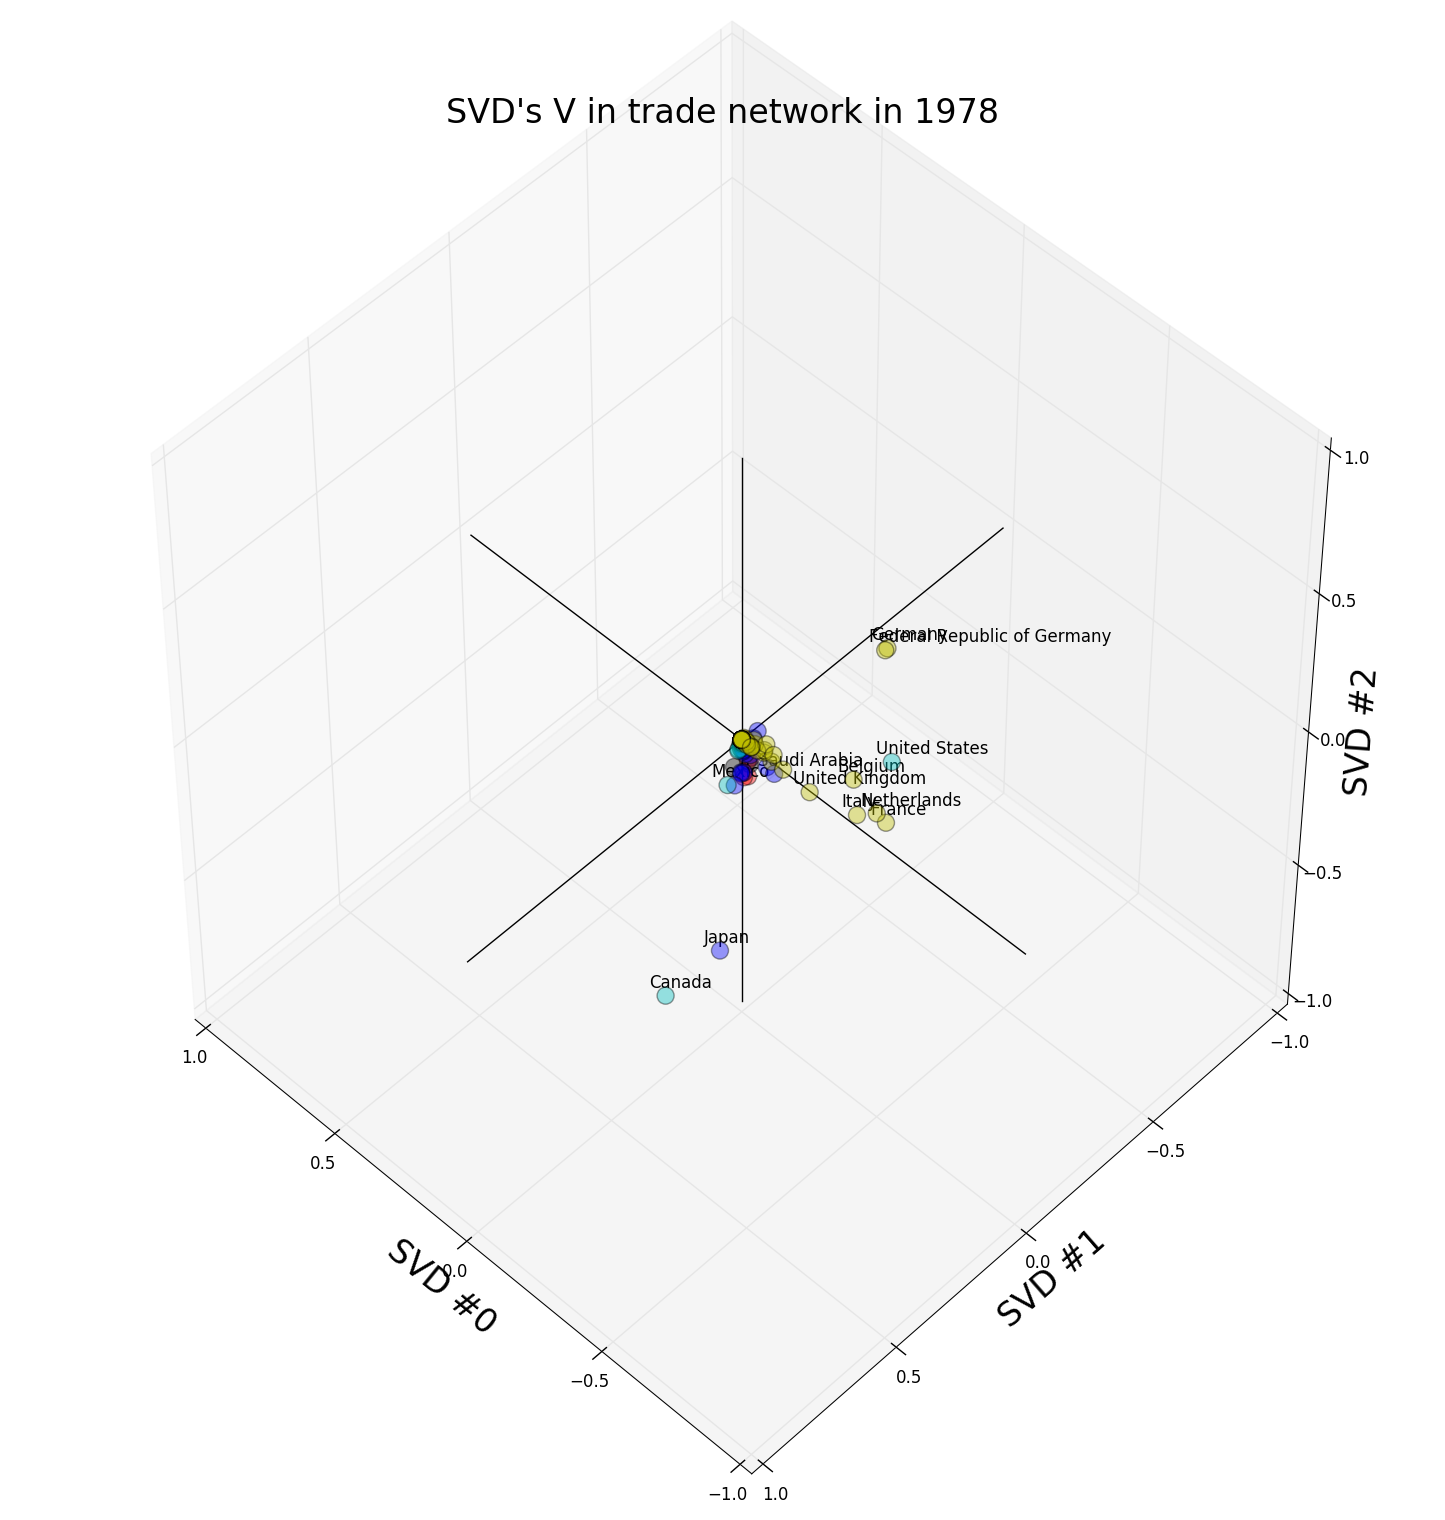 SVD's V in trade network in 1978
1.0
0.5
Germany
Federal Republic of Germany
SVD #2
0.0
United States
Saudi Arabia
Belgium
Mexico
United Kingdom
Italy
Netherlands
France
−0.5
Japan
Canada
−1.0
−1.0
1.0
0.5
−0.5
SVD #1
0.0
SVD #0
0.0
0.5
−0.5
−1.0
1.0